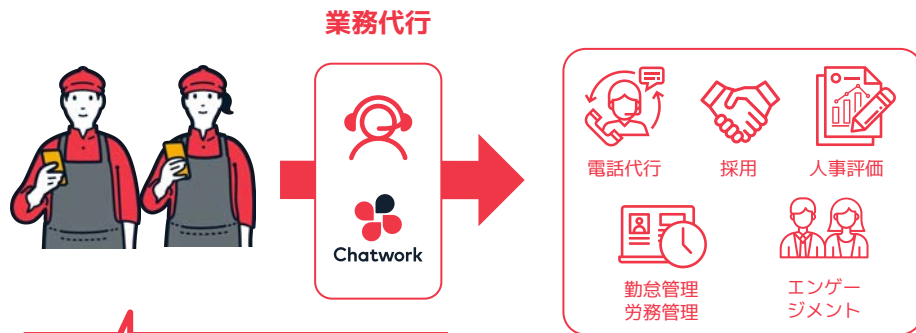 業務代行
Chatwork
電話代行
採用
人事評価
勤怠管理
労務管理
エンゲー
ジメント